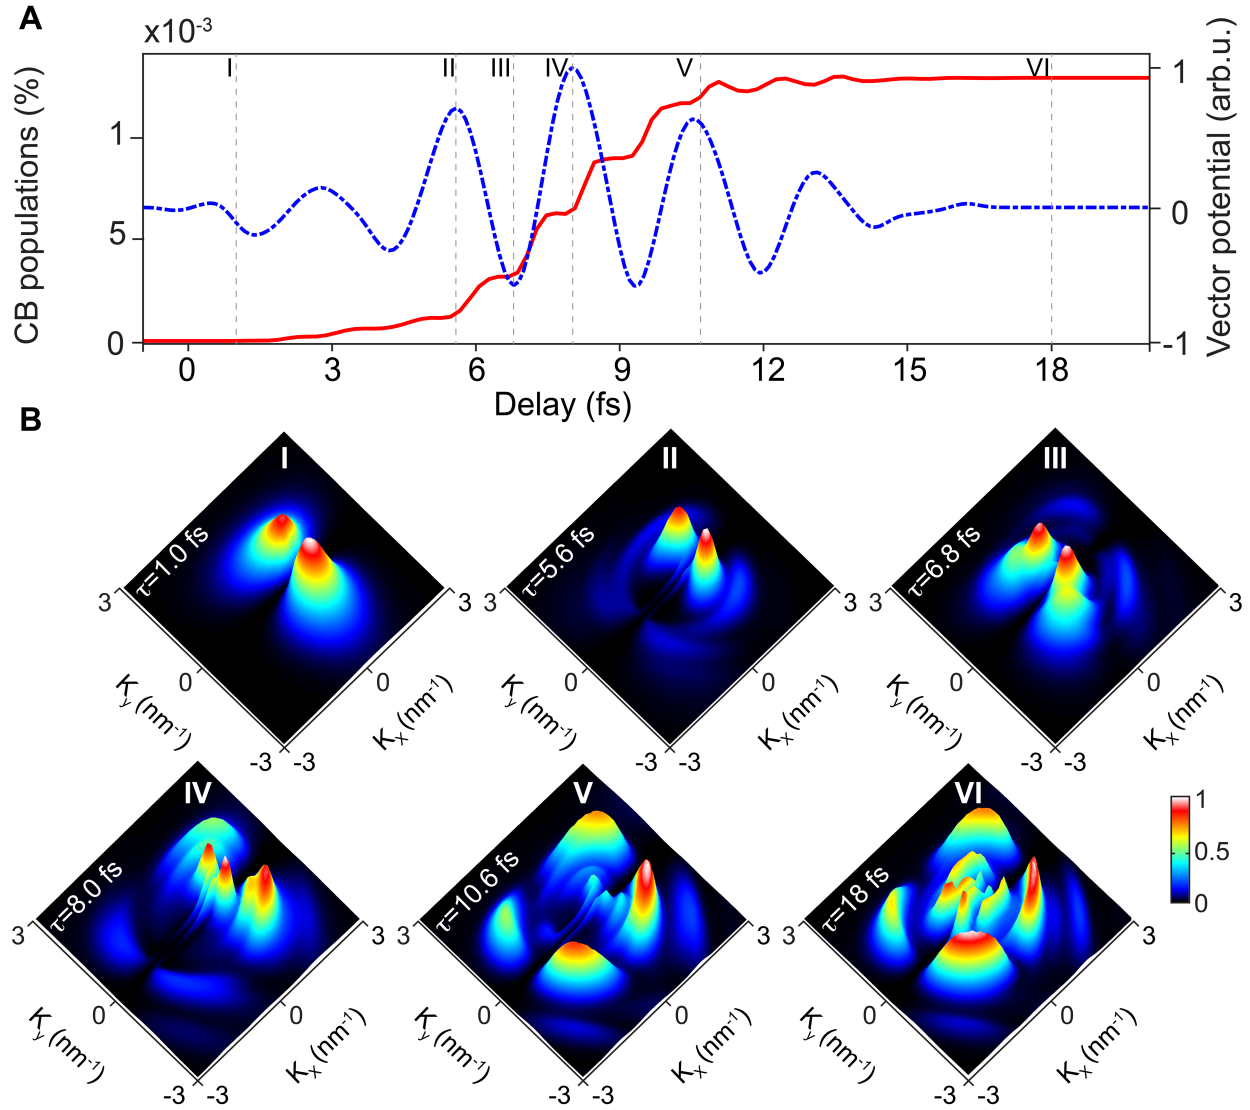 A
x10-3
CB populations (%)
1
5
0
I
II
III
IV
V
VI
1
0
-1
Vector potential (arb.u.)
0
3
6
9
12
15
18
Delay (fs)
B
I
τ=1.0 fs
3
3
0
0
-3
-3
Ky (nm-1)
Kx (nm-1)
II
τ=5.6 fs
3
3
0
0
-3
-3
Ky (nm-1)
Kx (nm-1)
III
τ=6.8 fs
3
3
0
0
-3
-3
Ky (nm-1)
Kx (nm-1)
IV
τ=8.0 fs
3
3
0
0
-3
-3
Ky (nm-1)
Kx (nm-1)
V
τ=10.6 fs
3
3
0
0
-3
-3
Ky (nm-1)
Kx (nm-1)
VI
τ=18 fs
3
3
0
0
-3
-3
Ky (nm-1)
Kx (nm-1)
1
0.5
0